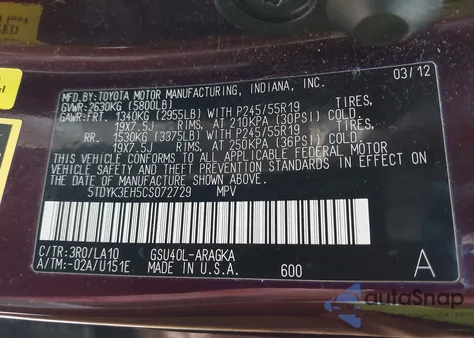 MFD.BY:TOYOTA MOTOR MANUFACTURING, INDIANA, INC.
03/12
GVWR:2630KG (5800LB)
GAWR:FRT. 1340KG (2955LB) WITH P245/55R19 TIRES,
19X7.5J RIMS, AT 210KPA (30PSI) COLD.
RR. 1530KG (3375LB) WITH P245/55R19 TIRES,
19X7.5J RIMS, AT 250KPA (36PSI) COLD.
THIS VEHICLE CONFORMS TO ALL APPLICABLE FEDERAL MOTOR
VEHICLE SAFETY AND THEFT PREVENTION STANDARDS IN EFFECT ON
THE DATE OF MANUFACTURE SHOWN ABOVE.
5TDYK3EH5CS072729 MPV
C/TR:3R0/LA10 GSU40L-ARAGKA
A/TM:-02A/U151E MADE IN U.S.A. 600 A
autoSnap